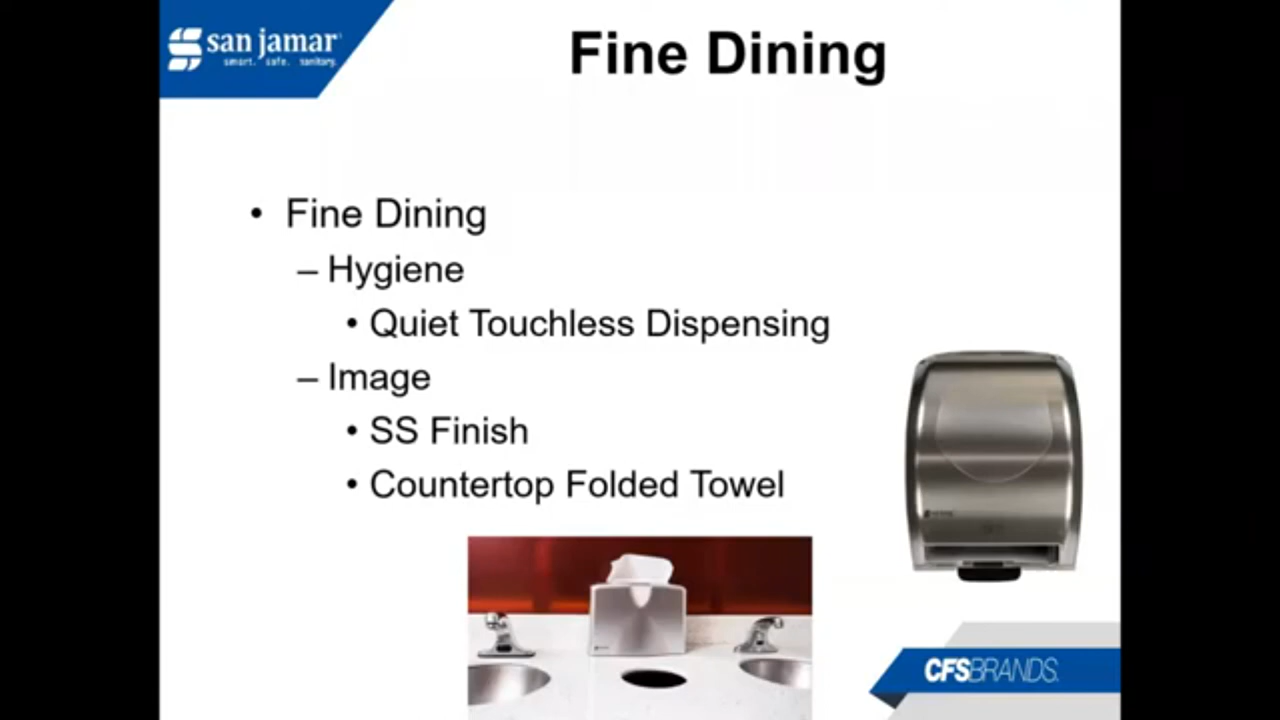 san jamar
smart. safe. sanitary.
Fine Dining
• Fine Dining
– Hygiene
• Quiet Touchless Dispensing
– Image
• SS Finish
• Countertop Folded Towel
CFSBRANDS.